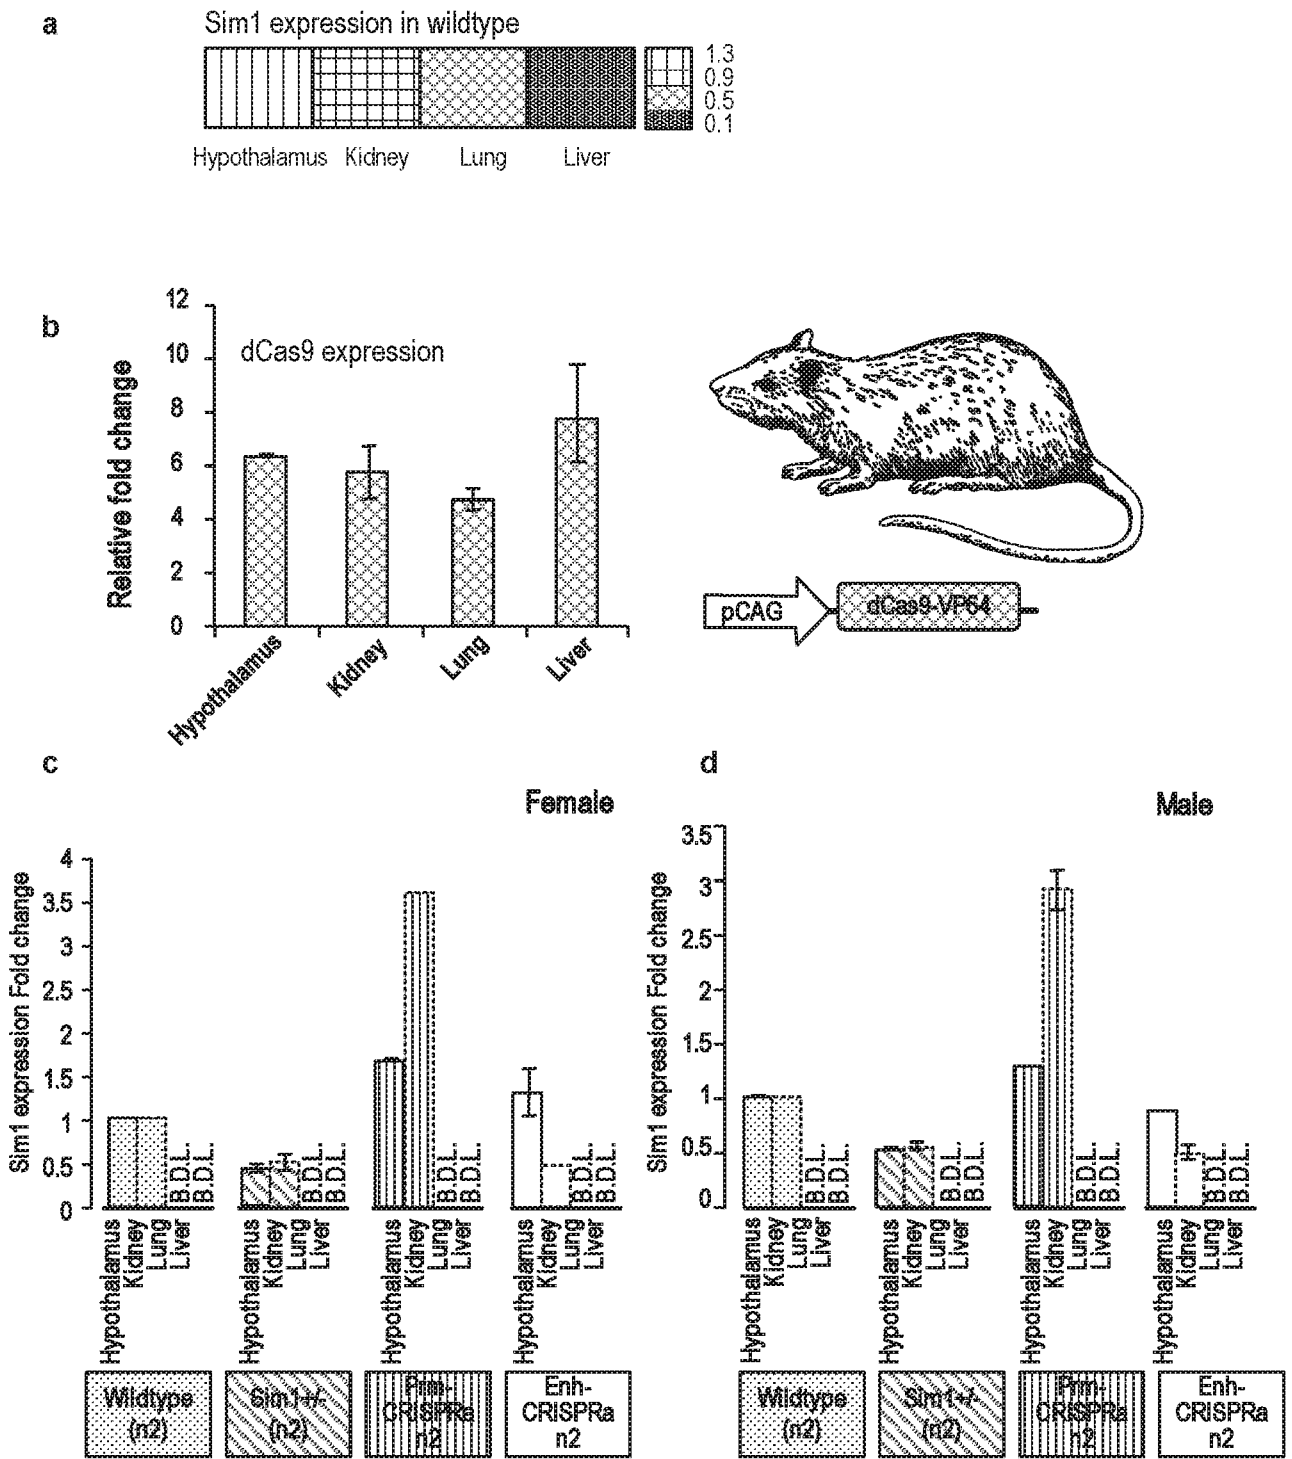 a
Sim1 expression in wildtype
1.3
0.9
0.5
0.1
Hypothalamus Kidney Lung Liver
b
dCas9 expression
Relative fold change
12
10
8
6
4
2
0
Hypothalamus
Kidney
Lung
Liver
pCAG
dCas9-VP64
c
Female
Sim1 expression Fold change
4
3.5
3
2.5
2
1.5
1
0.5
0
B.D.L.
B.D.L.
B.D.L.
B.D.L.
B.D.L.
B.D.L.
B.D.L.
B.D.L.
Hypothalamus
Kidney
Lung
Liver
Hypothalamus
Kidney
Lung
Liver
Hypothalamus
Kidney
Lung
Liver
Hypothalamus
Kidney
Lung
Liver
Wildtype
(n2)
Sim1+/-
(n2)
Prm-
CRISPRa
n2
Enh-
CRISPRa
n2
d
Male
Sim1 expression Fold change
3.5
3
2.5
2
1.5
1
0.5
0
B.D.L.
B.D.L.
B.D.L.
B.D.L.
B.D.L.
B.D.L.
B.D.L.
B.D.L.
Hypothalamus
Kidney
Lung
Liver
Hypothalamus
Kidney
Lung
Liver
Hypothalamus
Kidney
Lung
Liver
Hypothalamus
Kidney
Lung
Liver
Wildtype
(n2)
Sim1+/-
(n2)
Prm-
CRISPRa
n2
Enh-
CRISPRa
n2